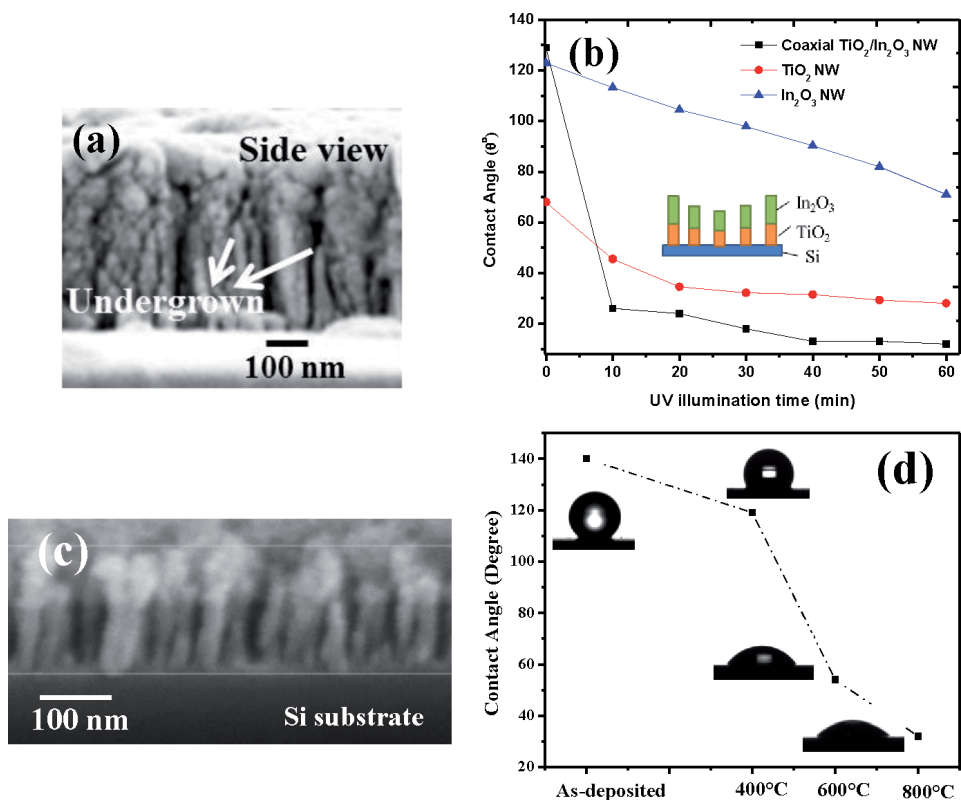 (a)
Side view
Undergrown
100 nm
(b)
Coaxial TiO₂/In₂O₃ NW
TiO₂ NW
In₂O₃ NW
Contact Angle (θ°)
140
120
100
80
60
40
20
In₂O₃
TiO₂
Si
0 10 20 30 40 50 60
UV illumination time (min)
(c)
100 nm
Si substrate
(d)
Contact Angle (Degree)
140
120
100
80
60
40
20
As-deposited 400°C 600°C 800°C